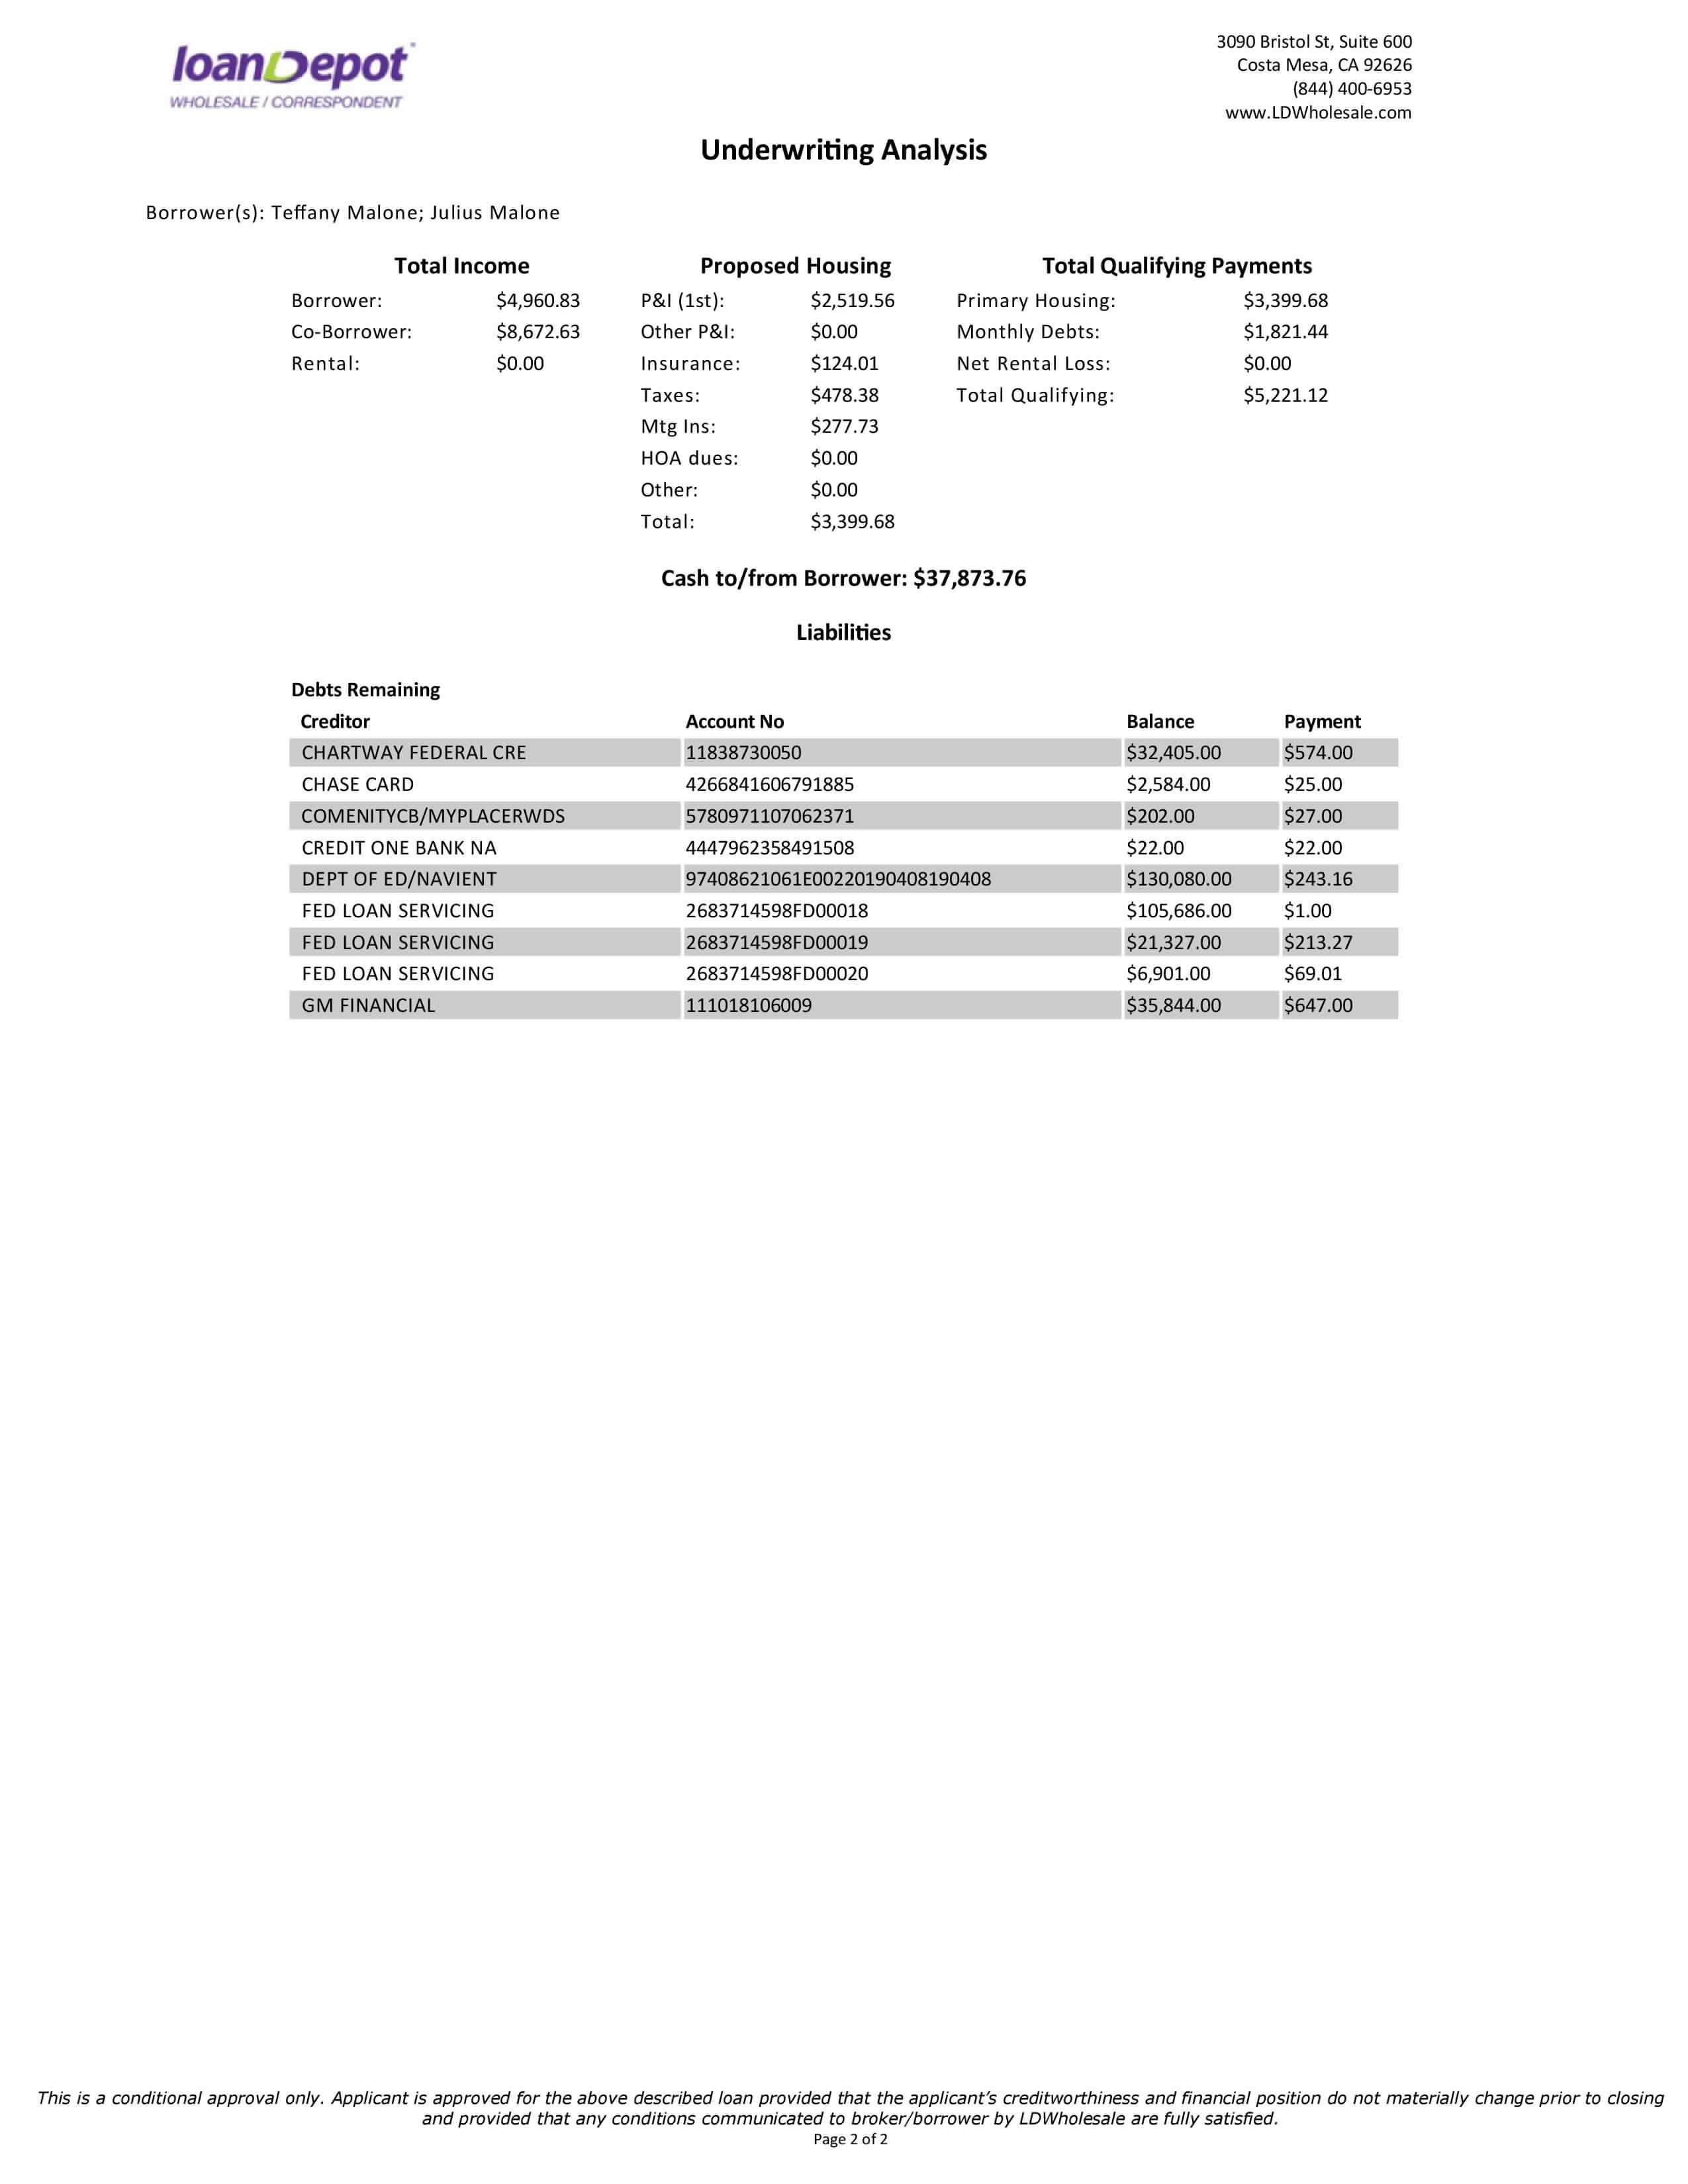 loanDepot
WHOLESALE / CORRESPONDENT
3090 Bristol St, Suite 600
Costa Mesa, CA 92626
(844) 400-6953
www.LDWholesale.com
Underwriting Analysis
Borrower(s): Teffany Malone; Julius Malone
Total Income Proposed Housing Total Qualifying Payments
Borrower: $4,960.83 P&I (1st): $2,519.56 Primary Housing: $3,399.68
Co-Borrower: $8,672.63 Other P&I: $0.00 Monthly Debts: $1,821.44
Rental: $0.00 Insurance: $124.01 Net Rental Loss: $0.00
Taxes: $478.38 Total Qualifying: $5,221.12
Mtg Ins: $277.73
HOA dues: $0.00
Other: $0.00
Total: $3,399.68
Cash to/from Borrower: $37,873.76
Liabilities
Debts Remaining
Creditor Account No Balance Payment
CHARTWAY FEDERAL CRE 11838730050 $32,405.00 $574.00
CHASE CARD 4266841606791885 $2,584.00 $25.00
COMENITYCB/MYPLACERWDS 5780971107062371 $202.00 $27.00
CREDIT ONE BANK NA 4447962358491508 $22.00 $22.00
DEPT OF ED/NAVIENT 97408621061E00220190408190408 $130,080.00 $243.16
FED LOAN SERVICING 2683714598FD00018 $105,686.00 $1.00
FED LOAN SERVICING 2683714598FD00019 $21,327.00 $213.27
FED LOAN SERVICING 2683714598FD00020 $6,901.00 $69.01
GM FINANCIAL 111018106009 $35,844.00 $647.00
This is a conditional approval only. Applicant is approved for the above described loan provided that the applicant’s creditworthiness and financial position do not materially change prior to closing
and provided that any conditions communicated to broker/borrower by LDWholesale are fully satisfied.
Page 2 of 2